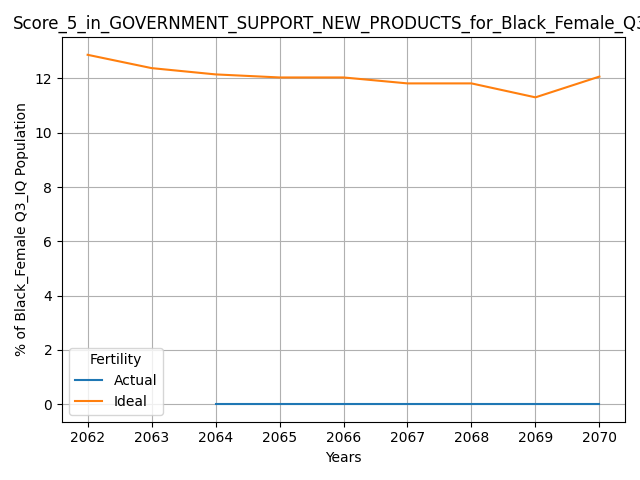 Score_5_in_GOVERNMENT_SUPPORT_NEW_PRODUCTS_for_Black_Female_Q3
% of Black_Female Q3_IQ Population
12
10
8
6
4
2
0
Fertility
Actual
Ideal
2062 2063 2064 2065 2066 2067 2068 2069 2070
Years